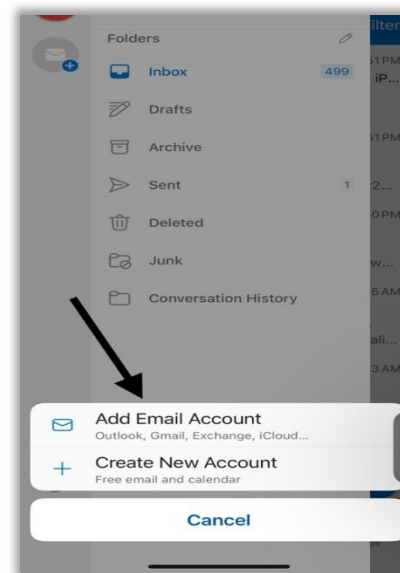 Folders
Inbox 499
Drafts
Archive
Sent 1
Deleted
Junk
Conversation History
Add Email Account
Outlook, Gmail, Exchange, iCloud...
Create New Account
Free email and calendar
Cancel
iP...